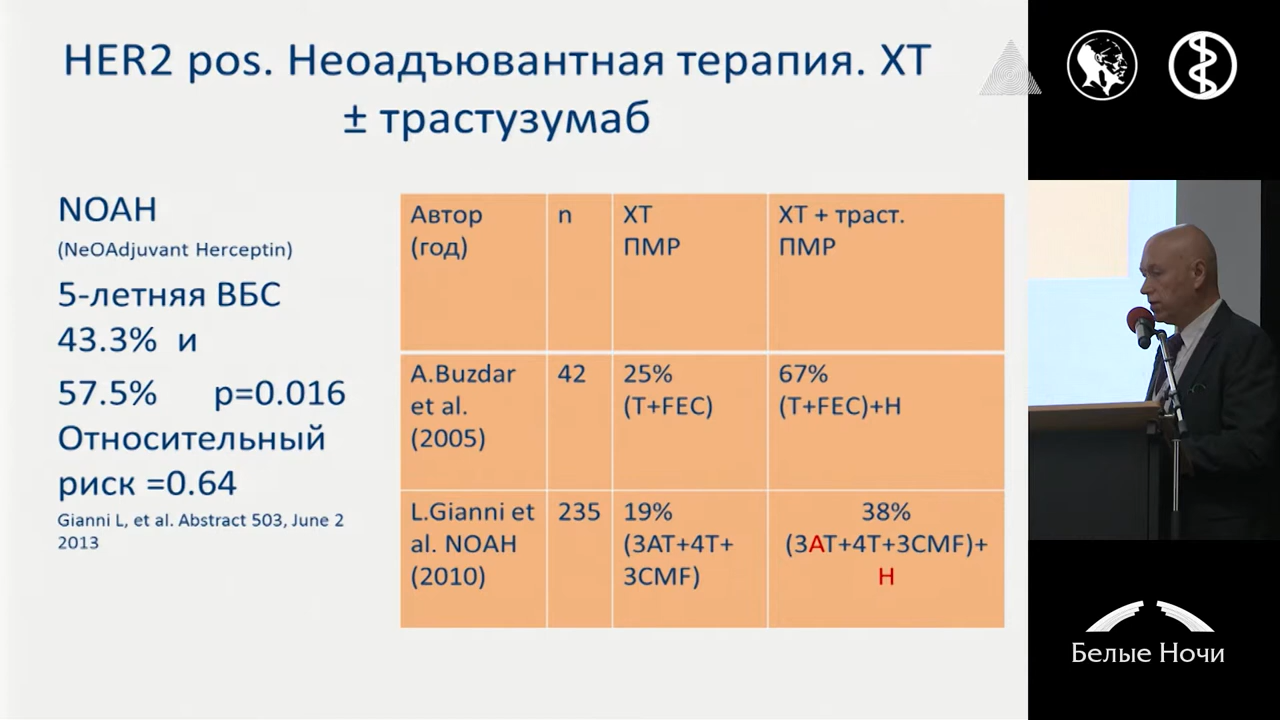 HER2 pos. Неоадъювантная терапия. ХТ
± трастузумаб
NOAH
(NeOAdjuvant Herceptin)
5-летняя ВБС
43.3% и
57.5% p=0.016
Относительный
риск =0.64
Gianni L, et al. Abstract 503, June 2
2013
Автор
(год)
n
ХТ
ПМР
ХТ + траст.
ПМР
A.Buzdar
et al.
(2005)
42
25%
(T+FEC)
67%
(T+FEC)+H
L.Gianni et
al. NOAH
(2010)
235
19%
(3AT+4T+
3CMF)
38%
(3AT+4T+3CMF)+
H
Белые Ночи